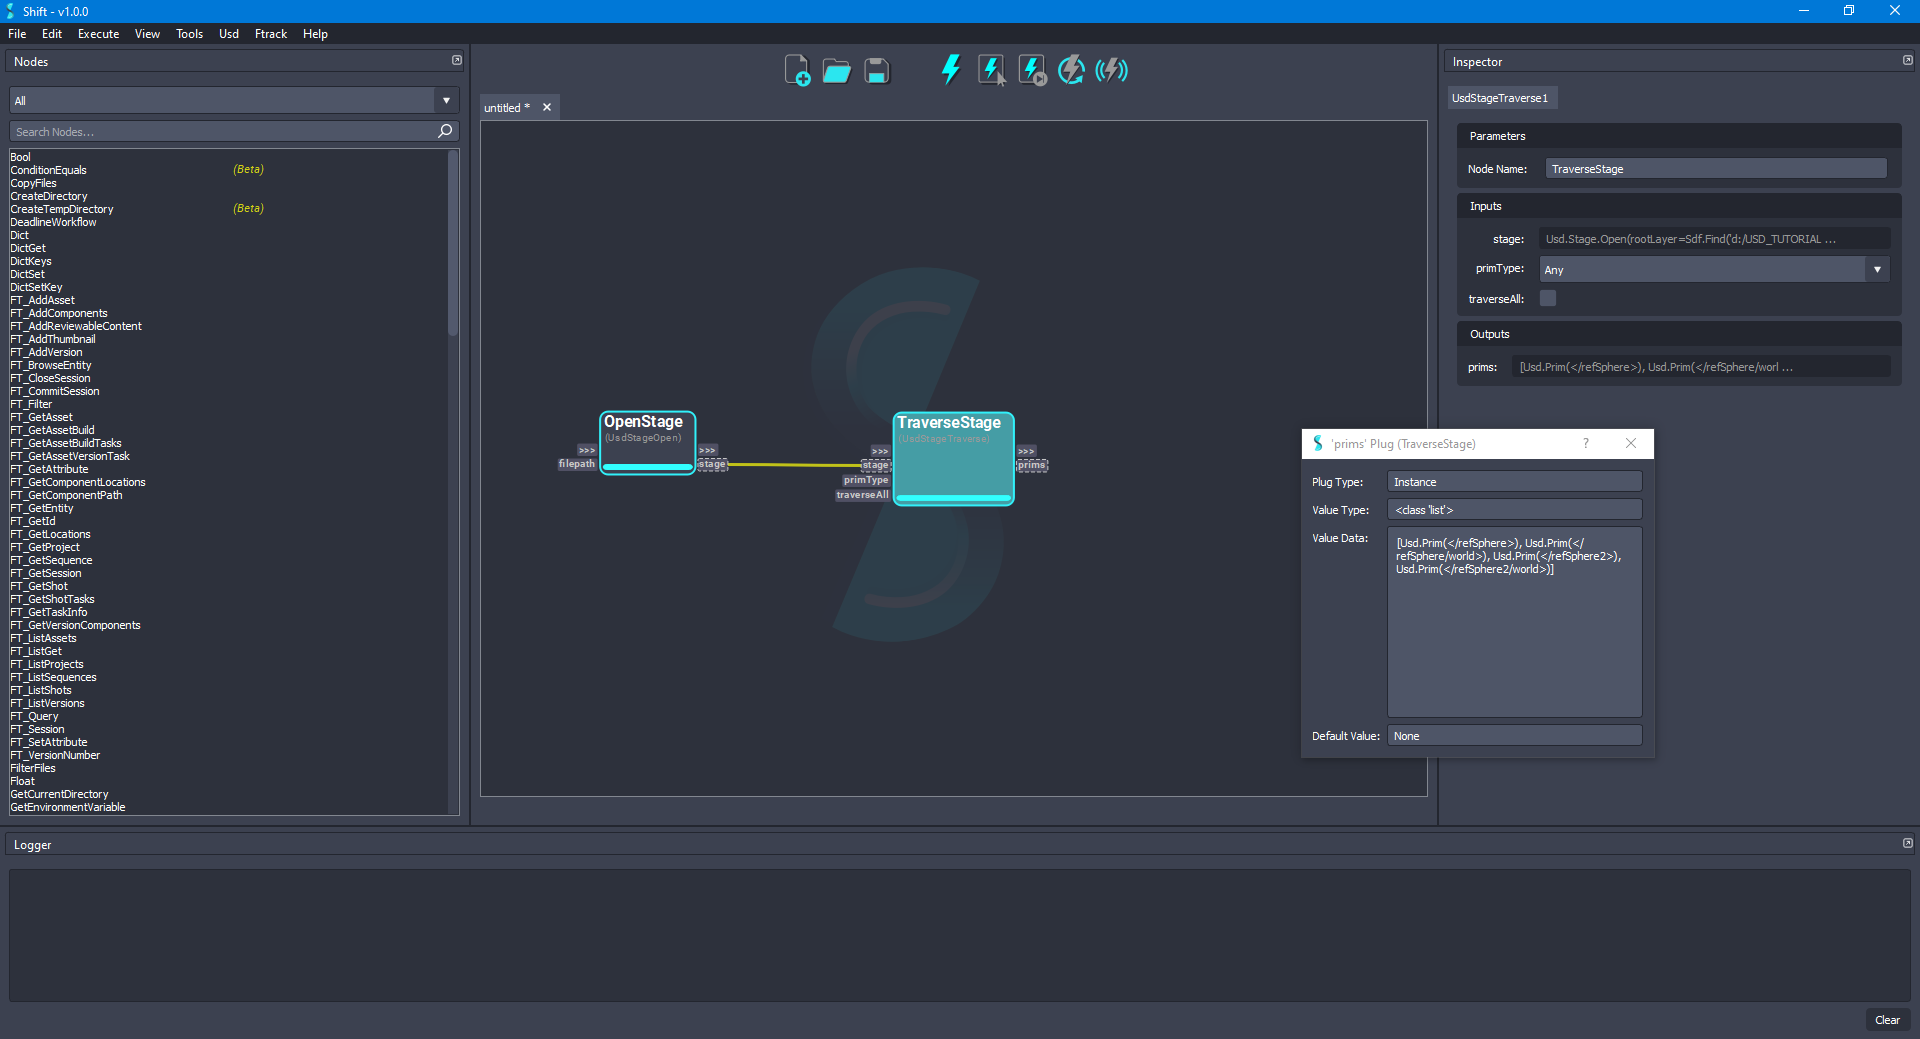 Shift - v1.0.0
File Edit Execute View Tools Usd Ftrack Help
Nodes
All
Search Nodes...
Bool
ConditionEquals (Beta)
CopyFiles
CreateDirectory
CreateTempDirectory (Beta)
DeadlineWorkflow
Dict
DictGet
DictKeys
DictSet
DictSetKey
FT_AddAsset
FT_AddComponents
FT_AddReviewableContent
FT_AddThumbnail
FT_AddVersion
FT_BrowseEntity
FT_CloseSession
FT_CommitSession
FT_Filter
FT_GetAsset
FT_GetAssetBuild
FT_GetAssetBuildTasks
FT_GetAssetVersionTask
FT_GetAttribute
FT_GetComponentLocations
FT_GetComponentPath
FT_GetEntity
FT_GetId
FT_GetLocations
FT_GetProject
FT_GetSequence
FT_GetSession
FT_GetShot
FT_GetShotTasks
FT_GetTaskInfo
FT_GetVersionComponents
FT_ListAssets
FT_ListGet
FT_ListProjects
FT_ListSequences
FT_ListShots
FT_ListVersions
FT_Query
FT_Session
FT_SetAttribute
FT_VersionNumber
FilterFiles
Float
GetCurrentDirectory
GetEnvironmentVariable
untitled *
OpenStage
(UsdStageOpen)
>>> >>>
filepath stage
TraverseStage
(UsdStageTraverse)
>>> >>>
stage prims
primType
traverseAll
Inspector
UsdStageTraverse1
Parameters
Node Name: TraverseStage
Inputs
stage: Usd.Stage.Open(rootLayer=Sdf.Find('d:/USD_TUTORIAL ...
primType: Any
traverseAll:
Outputs
prims: [Usd.Prim(</refSphere>), Usd.Prim(</refSphere/worl ...
'prims' Plug (TraverseStage) ?
Plug Type: Instance
Value Type: <class 'list'>
Value Data: [Usd.Prim(</refSphere>), Usd.Prim(</
refSphere/world>), Usd.Prim(</refSphere2>),
Usd.Prim(</refSphere2/world>)]
Default Value: None
Logger
Clear